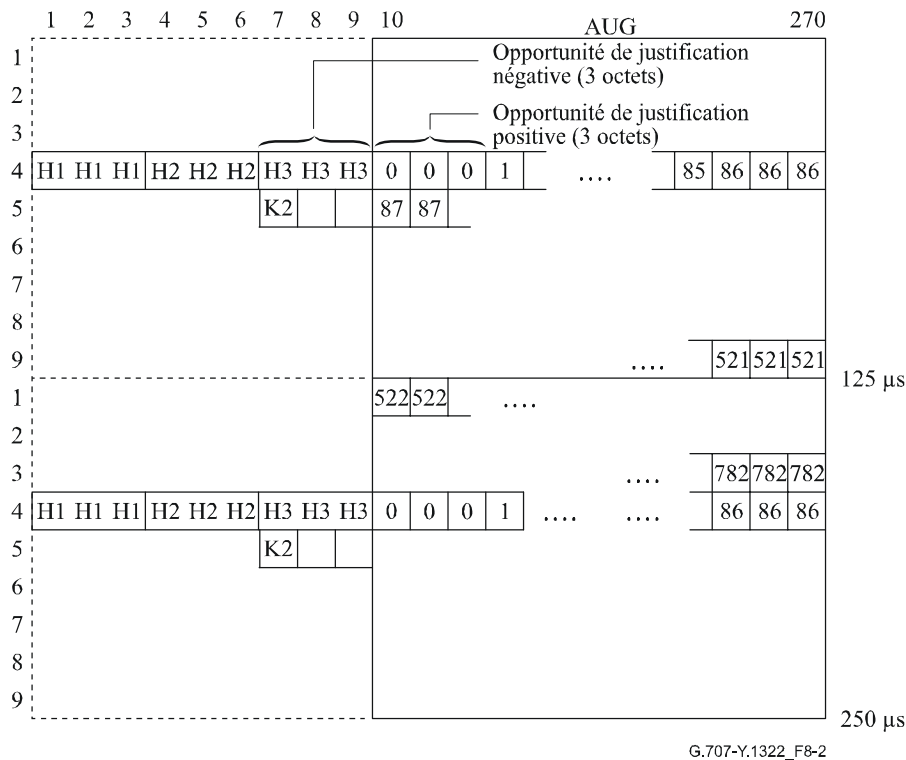 1 2 3 4 5 6 7 8 9 10 AUG 270
1
Opportunité de justification
négative (3 octets)
2
3
Opportunité de justification
positive (3 octets)
4 H1 H1 H1 H2 H2 H2 H3 H3 H3 0 0 0 1 .... 85 86 86 86
5 K2 87 87
6
7
8
9 .... 521 521 521
125 µs
1 522 522 ....
2
3 .... 782 782 782
4 H1 H1 H1 H2 H2 H2 H3 H3 H3 0 0 0 1 .... .... 86 86 86
5 K2
6
7
8
9
250 µs
G.707-Y.1322_F8-2